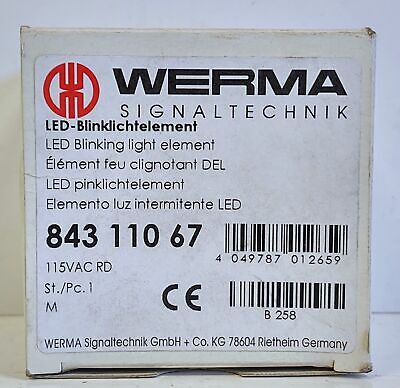 WERMA
SIGNALTECHNIK
LED-Blinklichtelement
LED Blinking light element
Élément feu clignotant DEL
LED pinklichtelement
Elemento luz intermitente LED
843 110 67
4 049787 012659
115VAC RD
St./Pc. 1
M
CE
B 258
WERMA Signaltechnik GmbH + Co. KG 78604 Rietheim Germany